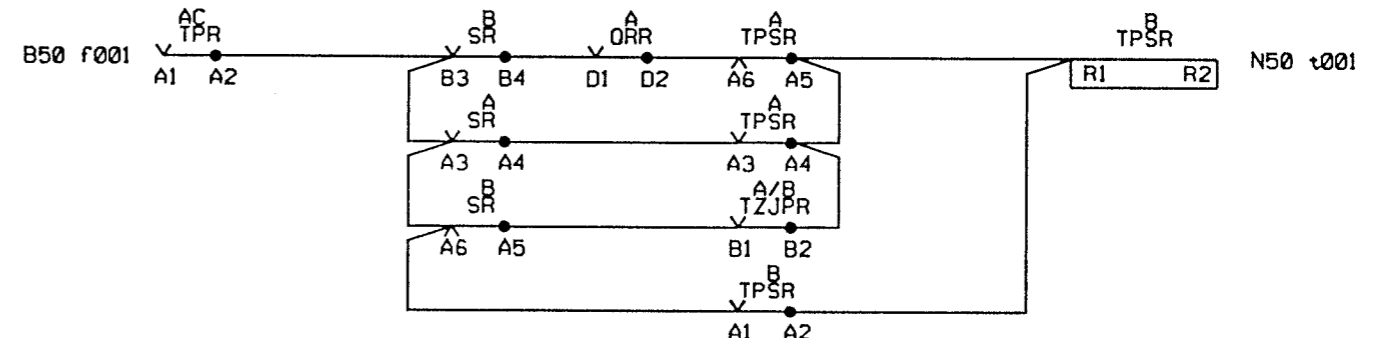 AC B A A B
TPR SR QRR TPSR TPSR
B50 f001 N50 t001
A1 A2 B3 B4 D1 D2 A6 A5 R1 R2
A A
SR TPSR
A3 A4 A3 A4
B A/B
SR TZJPR
A6 A5 B1 B2
B
TPSR
A1 A2